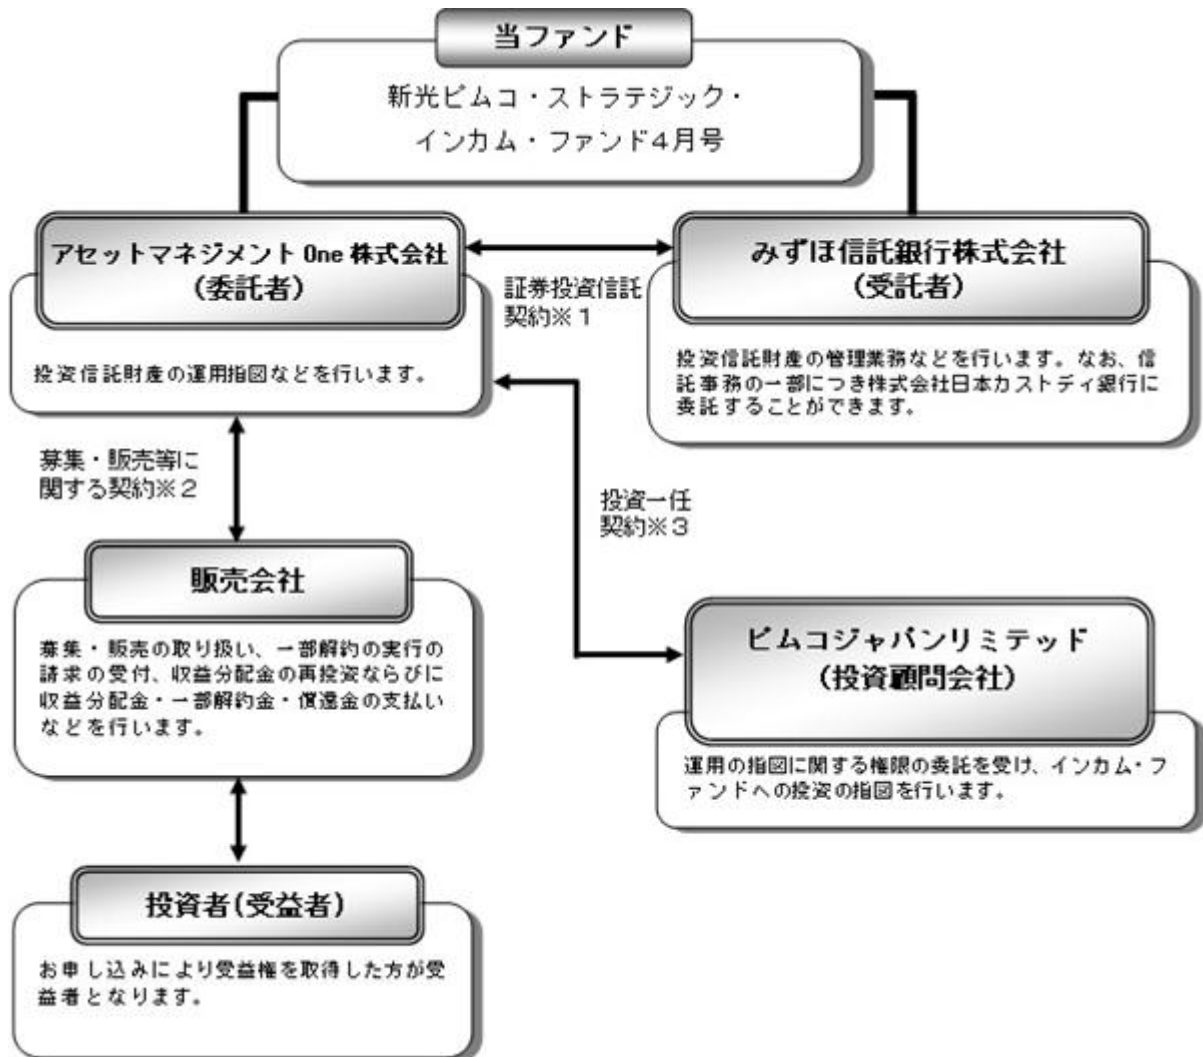 当ファンド
新光ピムコ・ストラテジック・
インカム・ファンド４月号
アセットマネジメント One 株式会社
（委託者）
投資信託財産の運用指図などを行います。
証券投資信託
契約※１
みずほ信託銀行株式会社
（受託者）
投資信託財産の管理業務などを行います。なお、信
託事務の一部につき株式会社日本カストディ銀行に
委託することができます。
募集・販売等に
関する契約※２
投資一任
契約※３
販売会社
募集・販売の取り扱い、一部解約の実行の
請求の受付、収益分配金の再投資ならびに
収益分配金・一部解約金・償還金の支払い
などを行います。
ピムコジャパンリミテッド
（投資顧問会社）
運用の指図に関する権限の委託を受け、インカム・フ
ァンドへの投資の指図を行います。
投資者(受益者)
お申し込みにより受益権を取得した方が受
益者となります。